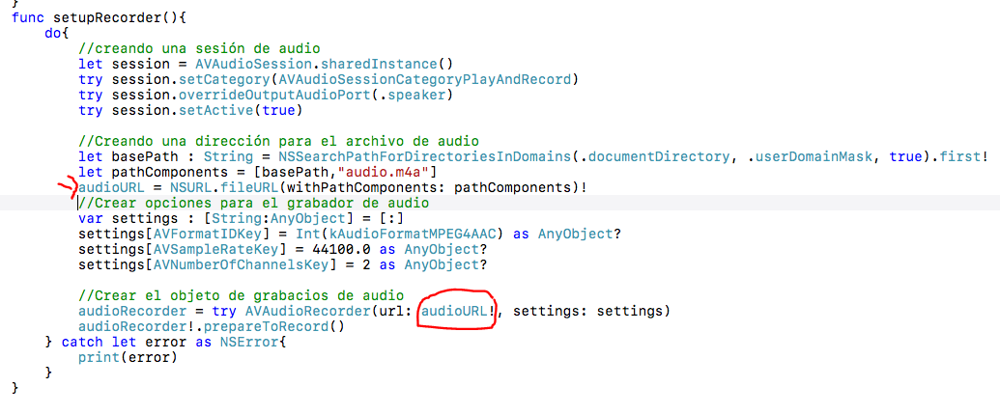 }
func setupRecorder(){
do{
//creando una sesión de audio
let session = AVAudioSession.sharedInstance()
try session.setCategory(AVAudioSessionCategoryPlayAndRecord)
try session.overrideOutputAudioPort(.speaker)
try session.setActive(true)
//Creando una dirección para el archivo de audio
let basePath : String = NSSearchPathForDirectoriesInDomains(.documentDirectory, .userDomainMask, true).first!
let pathComponents = [basePath,"audio.m4a"]
audioURL = NSURL.fileURL(withPathComponents: pathComponents)!
//Crear opciones para el grabador de audio
var settings : [String:AnyObject] = [:]
settings[AVFormatIDKey] = Int(kAudioFormatMPEG4AAC) as AnyObject?
settings[AVSampleRateKey] = 44100.0 as AnyObject?
settings[AVNumberOfChannelsKey] = 2 as AnyObject?
//Crear el objeto de grabacios de audio
audioRecorder = try AVAudioRecorder(url: audioURL!, settings: settings)
audioRecorder!.prepareToRecord()
} catch let error as NSError{
print(error)
}
}